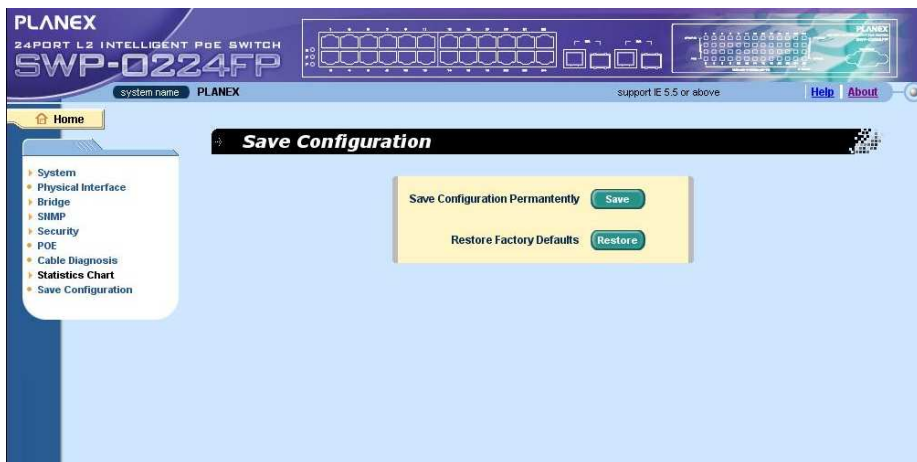 PLANEX
24PORT L2 INTELLIGENT POE SWITCH
SWP-0224FP
system name PLANEX
support IE 5.5 or above
Help
About
Home
Save Configuration
System
Physical Interface
Bridge
SNMP
Security
POE
Cable Diagnosis
Statistics Chart
Save Configuration
Save Configuration Permantently Save
Restore Factory Defaults Restore
PLANEX